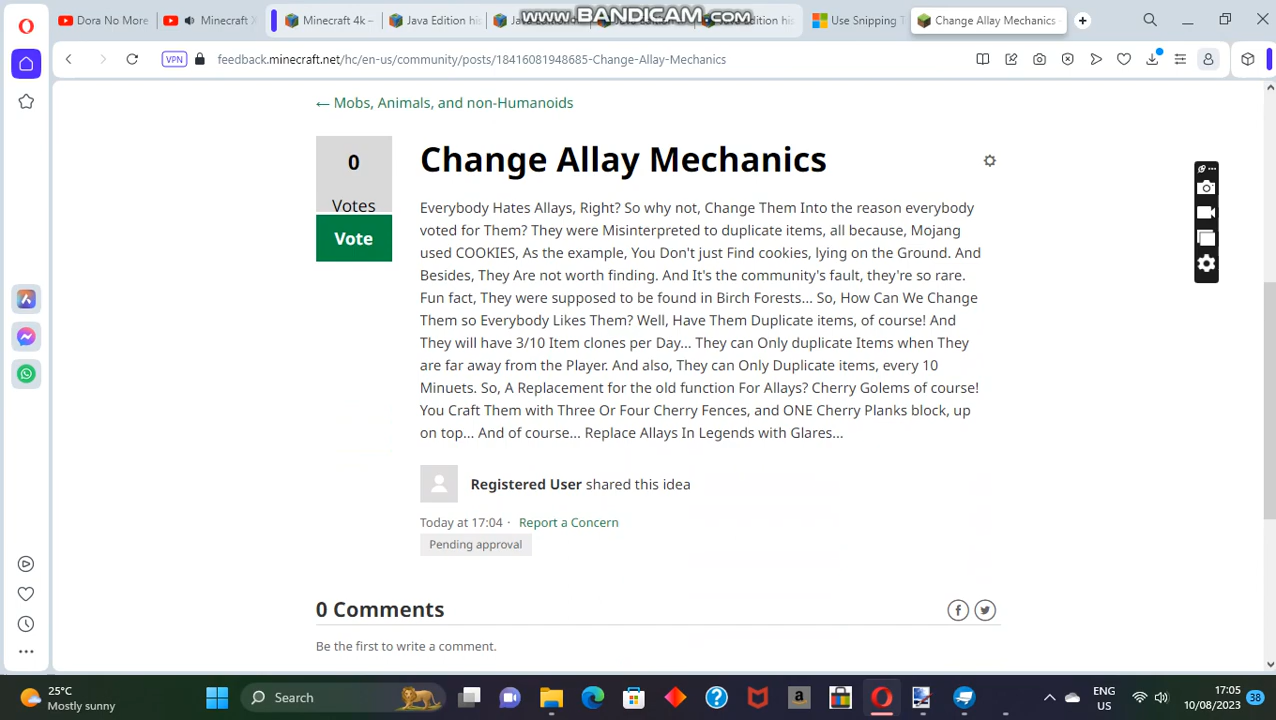 www.BANDICAM.com
Dora No More
Minecraft
Minecraft 4k –
Java Edition his
Use Snipping T
Change Allay Mechanics
VPN
feedback.minecraft.net/hc/en-us/community/posts/18416081948685-Change-Allay-Mechanics
← Mobs, Animals, and non-Humanoids
0
Votes
Vote
Change Allay Mechanics
Everybody Hates Allays, Right? So why not, Change Them Into the reason everybody
voted for Them? They were Misinterpreted to duplicate items, all because, Mojang
used COOKIES, As the example, You Don't just Find cookies, lying on the Ground. And
Besides, They Are not worth finding. And It's the community's fault, they're so rare.
Fun fact, They were supposed to be found in Birch Forests... So, How Can We Change
Them so Everybody Likes Them? Well, Have Them Duplicate items, of course! And
They will have 3/10 Item clones per Day... They can Only duplicate Items when They
are far away from the Player. And also, They can Only Duplicate items, every 10
Minuets. So, A Replacement for the old function For Allays? Cherry Golems of course!
You Craft Them with Three Or Four Cherry Fences, and ONE Cherry Planks block, up
on top... And of course... Replace Allays In Legends with Glares...
Registered User shared this idea
Today at 17:04 · Report a Concern
Pending approval
0 Comments
Be the first to write a comment.
25°C
Mostly sunny
Search
ENG
US
17:05
10/08/2023
38